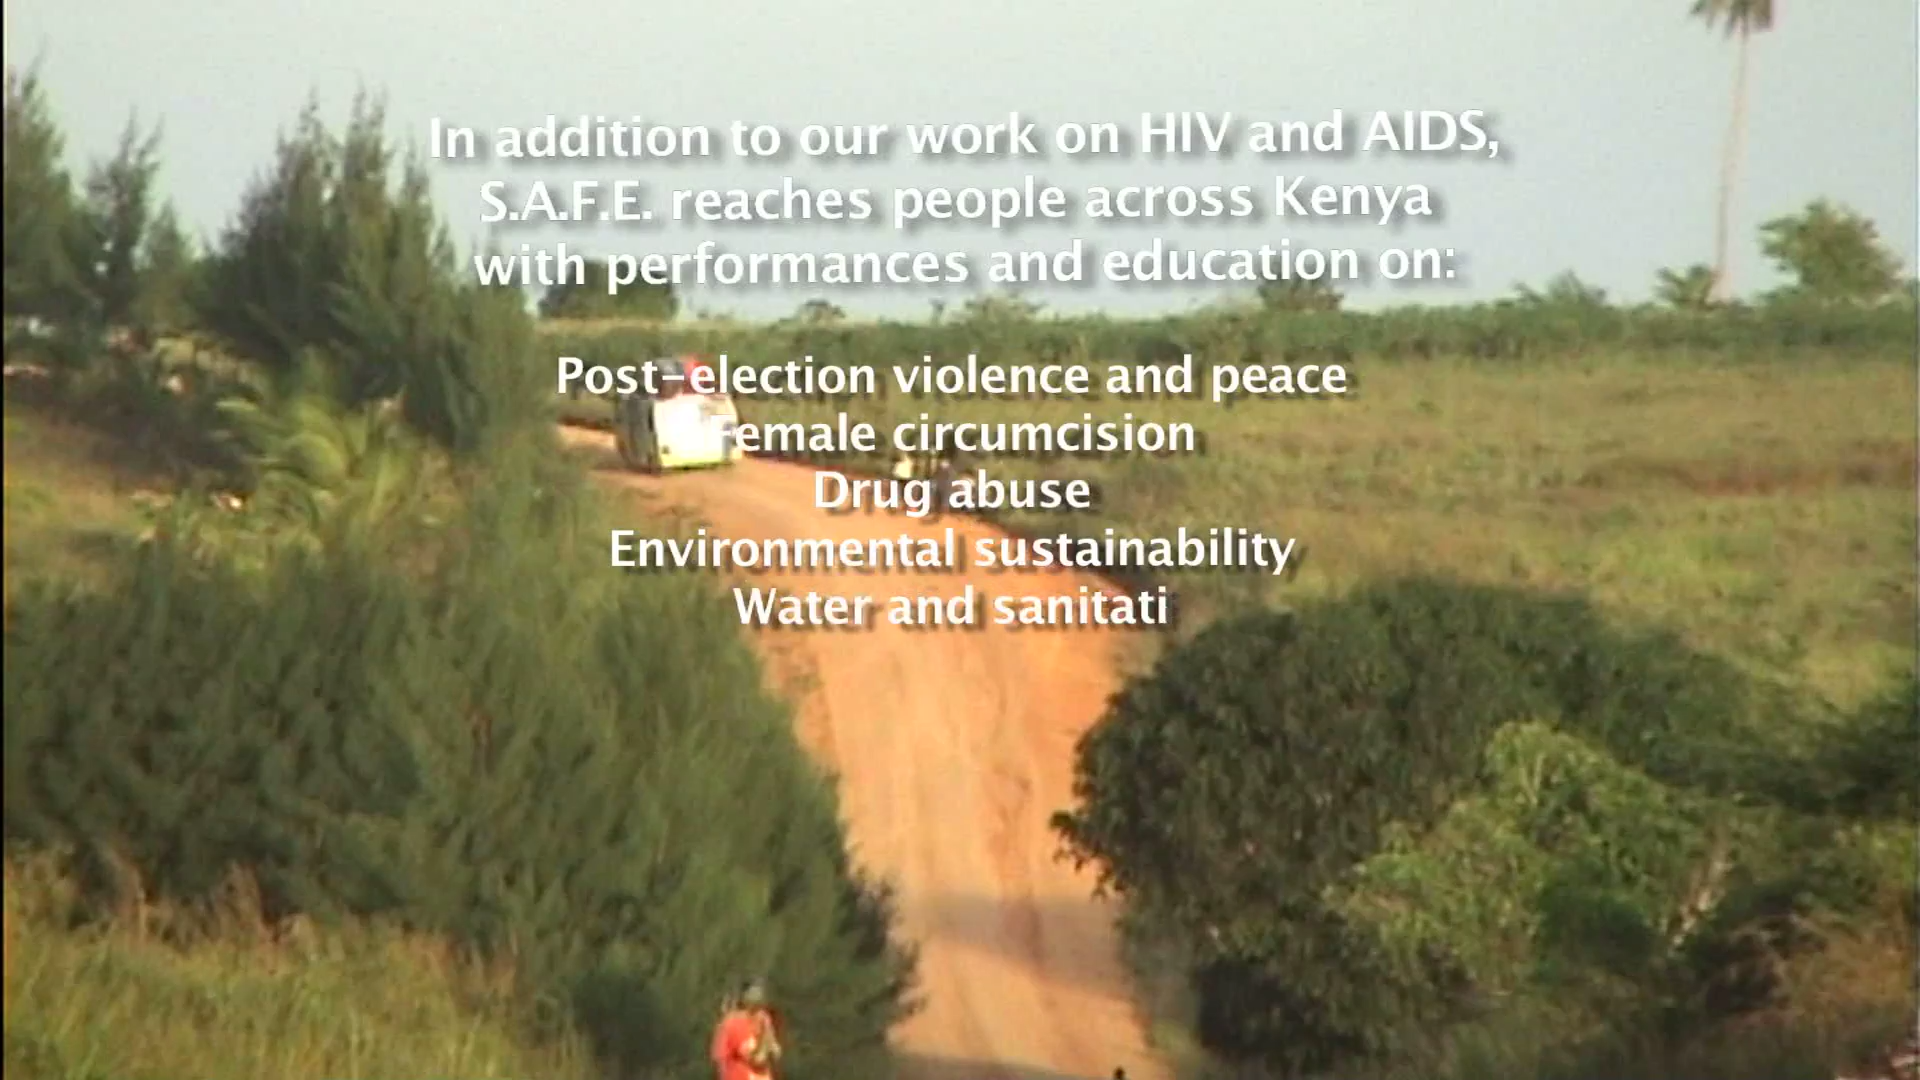 In addition to our work on HIV and AIDS,
S.A.F.E. reaches people across Kenya
with performances and education on:
Post-election violence and peace
Female circumcision
Drug abuse
Environmental sustainability
Water and sanitati